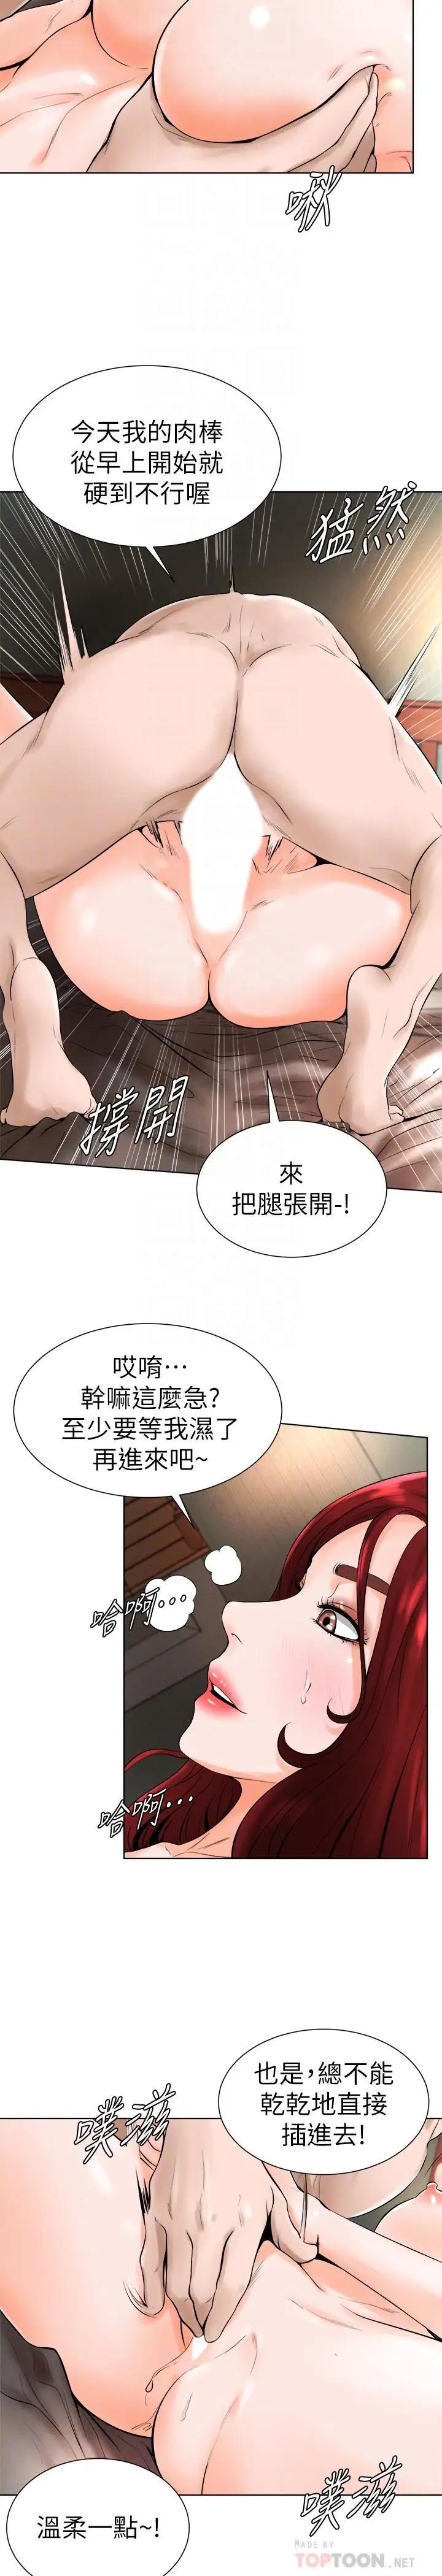 啾
今天我的肉棒
從早上開始就
硬到不行喔
猛然
撐開
來
把腿張開-!
哎唷…
幹嘛這麼急?
至少要等我濕了
再進來吧~
哈啊…
哈啊…
也是,總不能
乾乾地直接
插進去!
噗滋
溫柔一點~!
噗滋
MADE BY
TOPTOON.NET